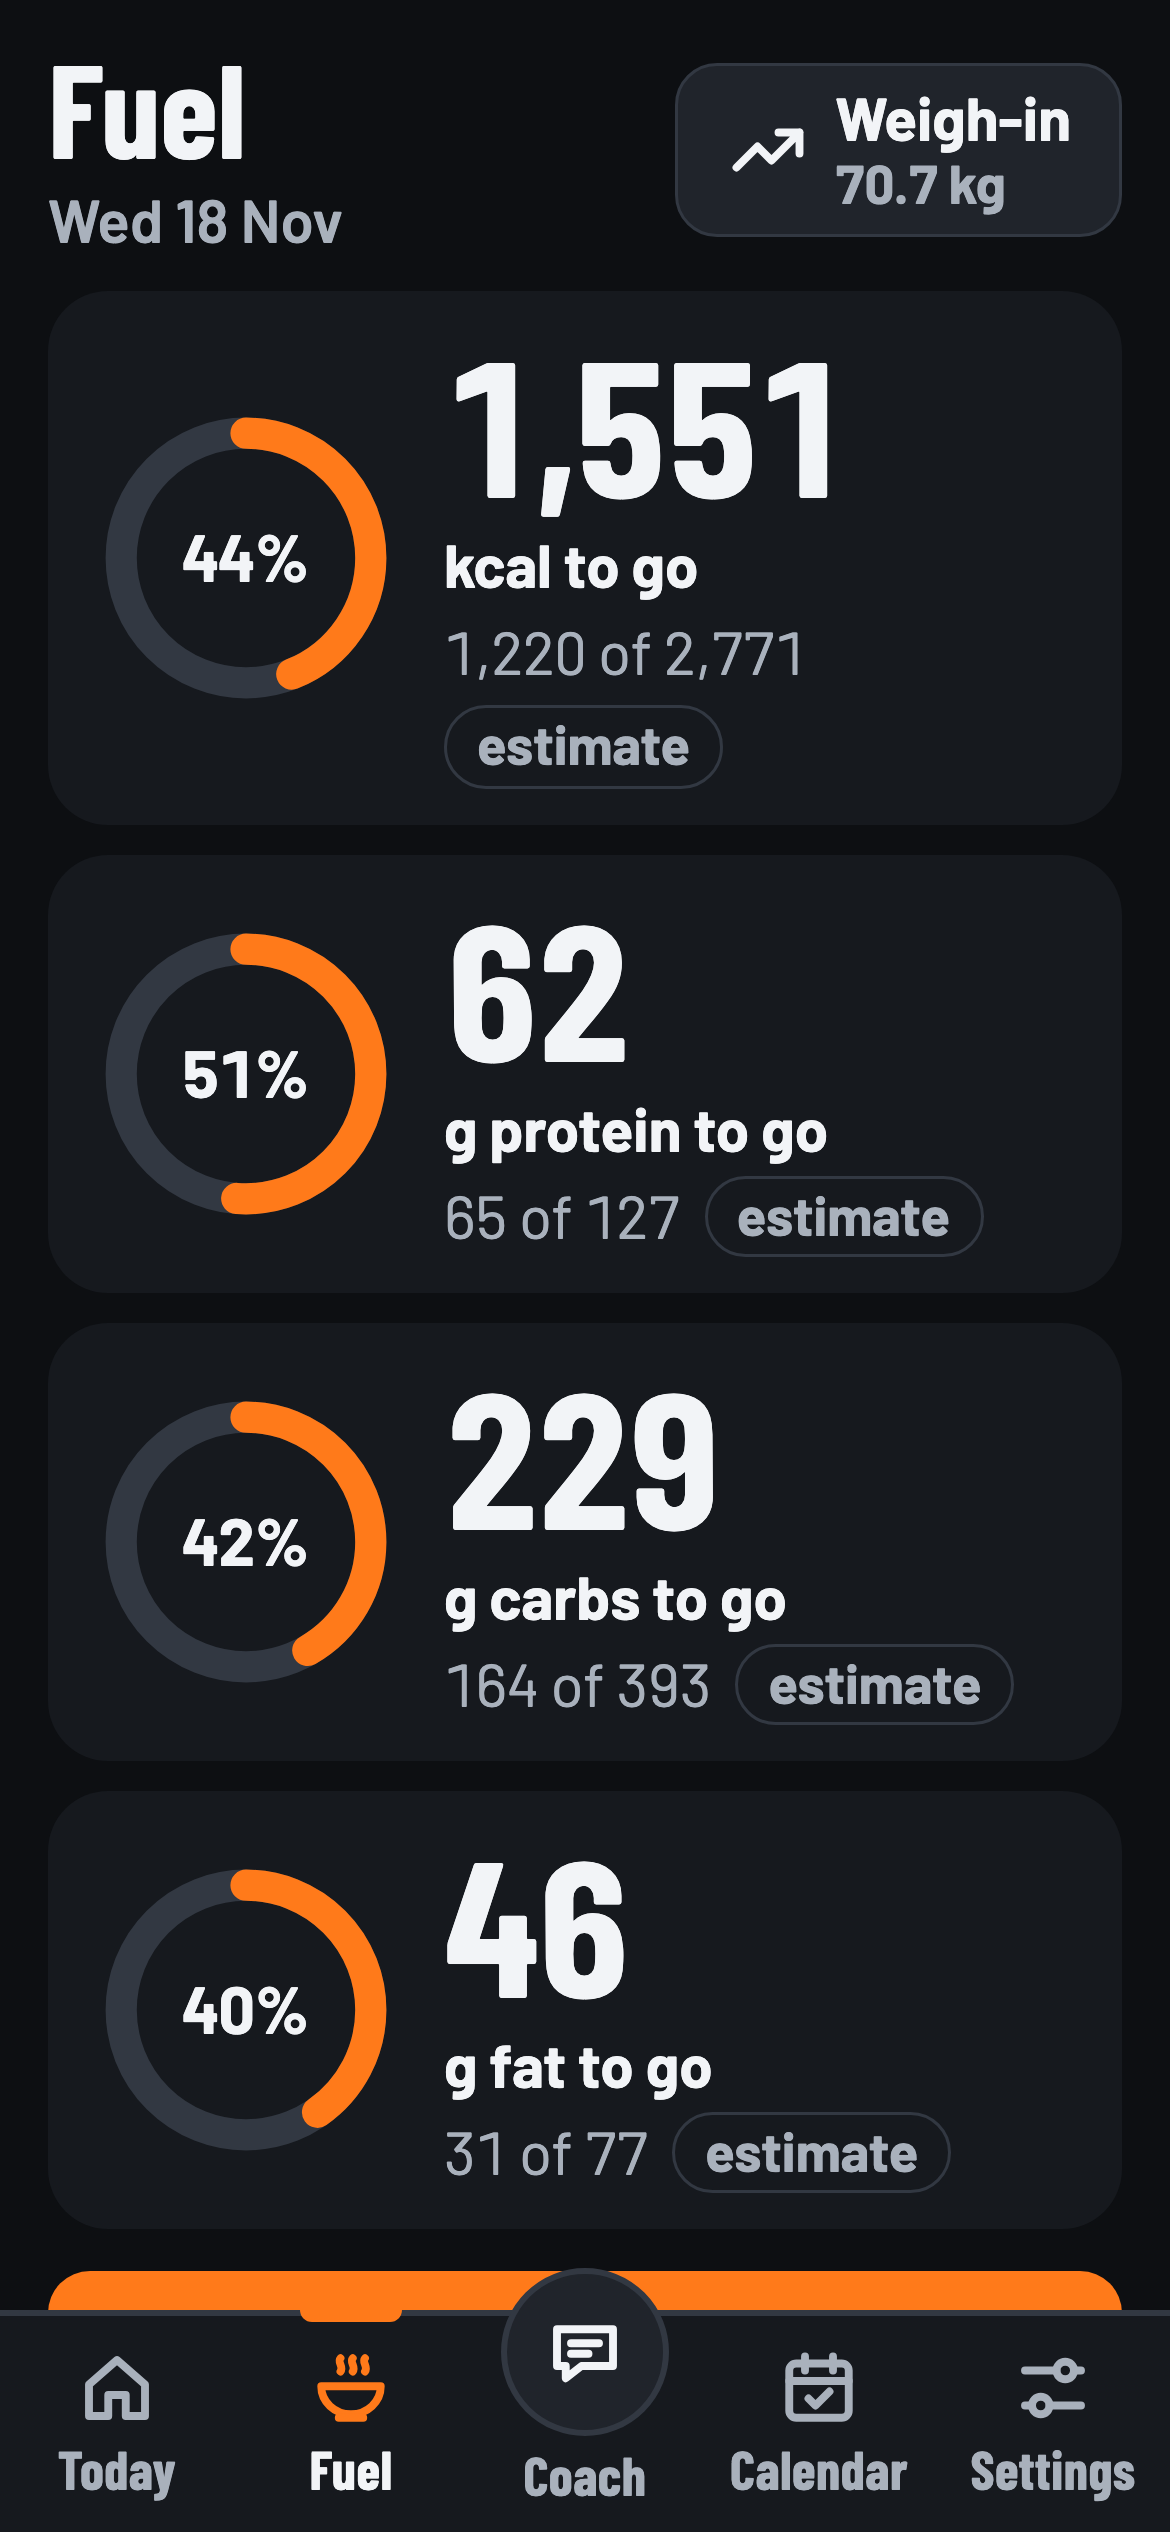 Fuel
Wed 18 Nov
Weigh-in
70.7 kg
44%
1,551
kcal to go
1,220 of 2,771
estimate
51%
62
g protein to go
65 of 127 estimate
42%
229
g carbs to go
164 of 393 estimate
40%
46
g fat to go
31 of 77 estimate
Today Fuel Coach Calendar Settings